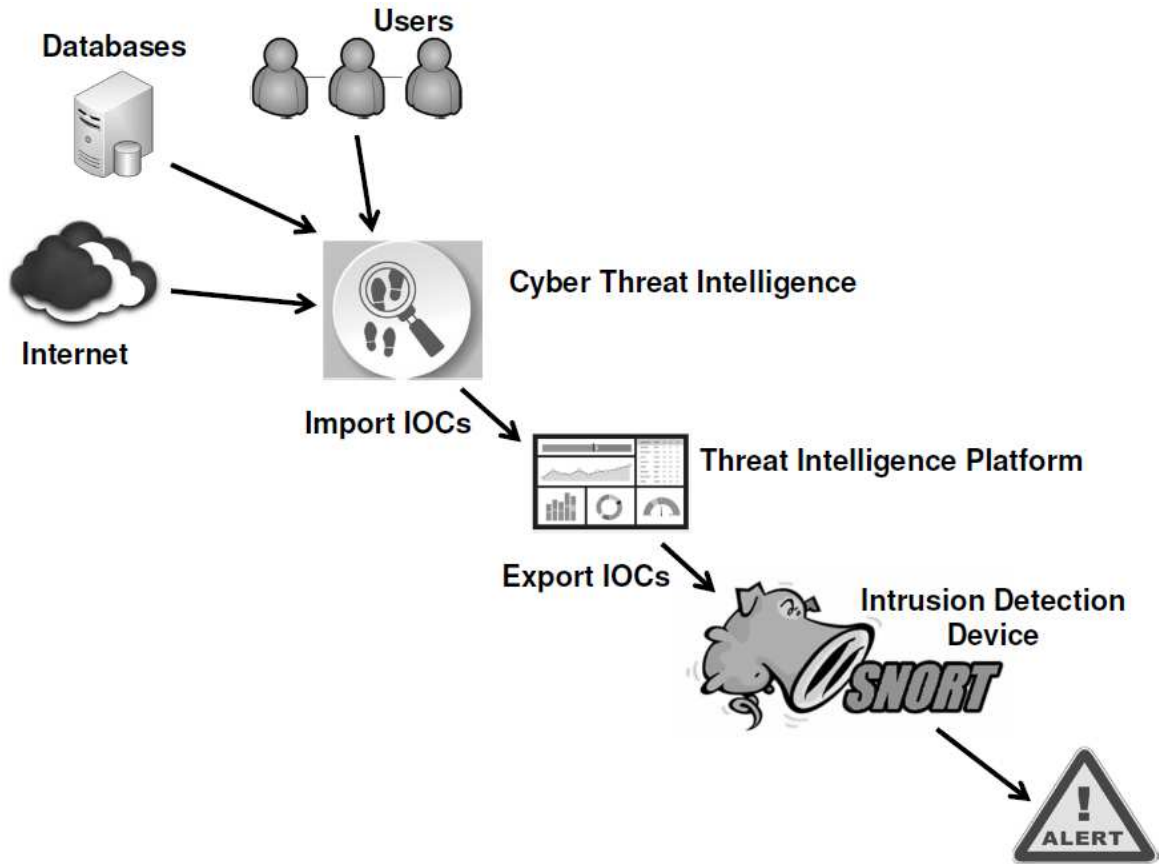 Users
Databases
Internet
Cyber Threat Intelligence
Import IOCs
Threat Intelligence Platform
Export IOCs
Intrusion Detection
Device
SNORT
!
ALERT